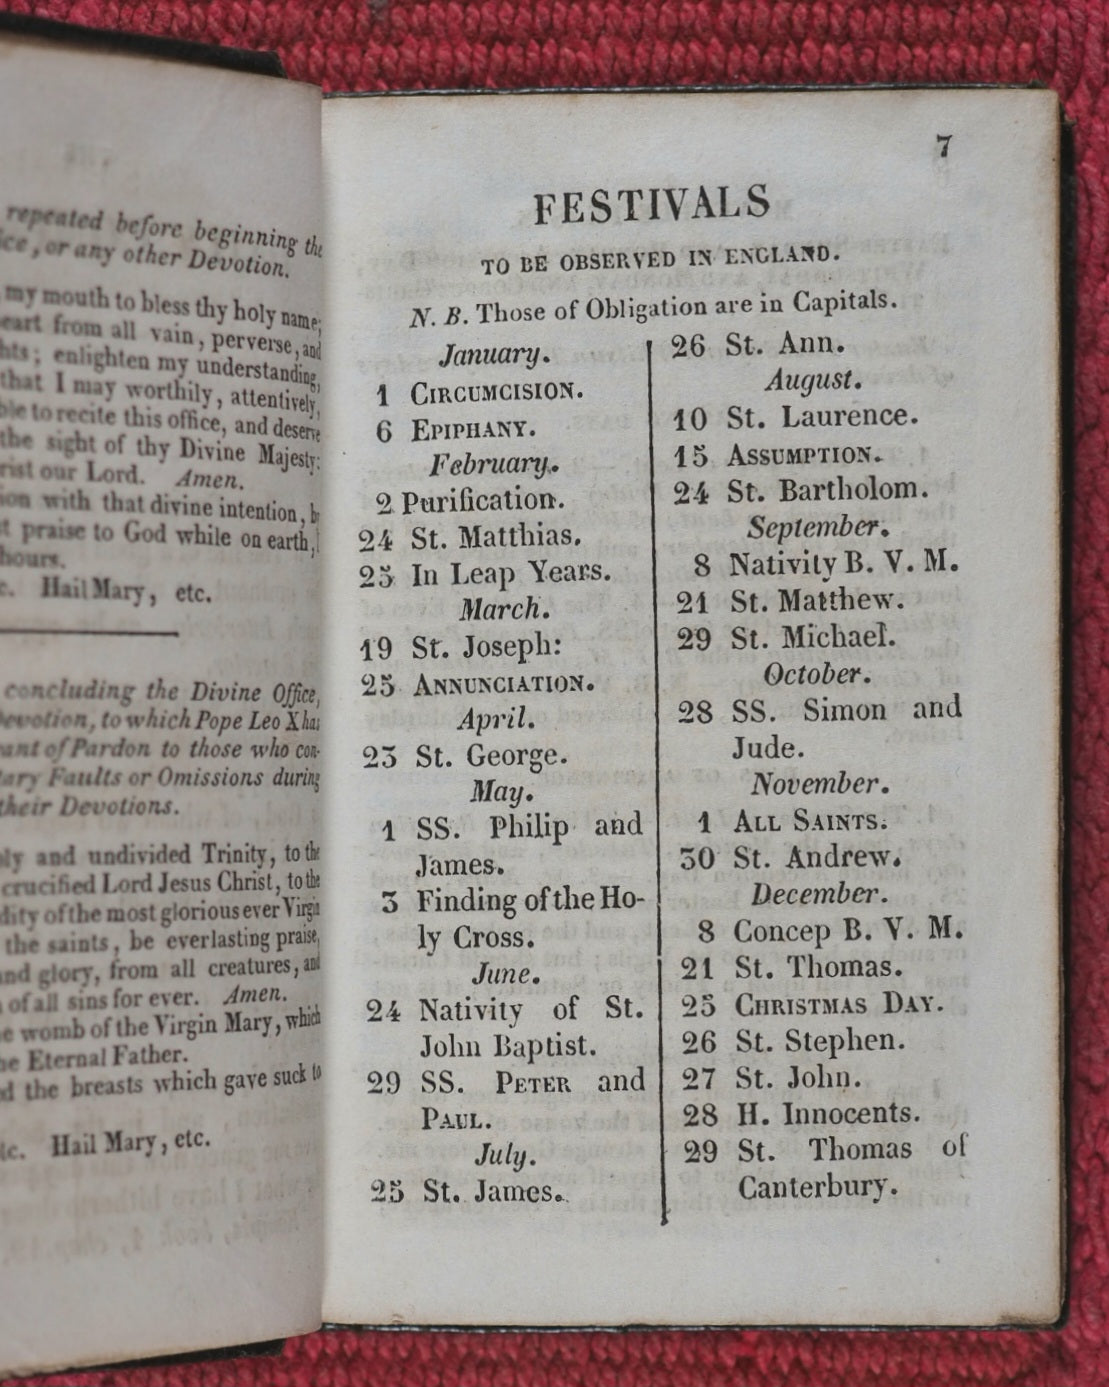 repeated before beginning the
or any other Devotion.
my mouth to bless thy holy name;
from all vain, perverse, and
enlighten my understanding,
that I may worthily, attentively,
to recite this office, and deserve
the sight of thy Divine Majesty:
our Lord. Amen.
with that divine intention,
praise to God while on earth,
hours.
Hail Mary, etc.
concluding the Divine Office,
Devotion, to which Pope Leo X has
of Pardon to those who con-
Faults or Omissions during
their Devotions.
and undivided Trinity, to the
crucified Lord Jesus Christ, to the
of the most glorious ever Virgin
the saints, be everlasting praise,
and glory, from all creatures, and
of all sins for ever. Amen.
womb of the Virgin Mary, which
Eternal Father.
the breasts which gave suck to
Hail Mary, etc.
7
FESTIVALS
TO BE OBSERVED IN ENGLAND.
N. B. Those of Obligation are in Capitals.
January.
1 CIRCUMCISION.
6 EPIPHANY.
February.
2 Purification.
24 St. Matthias.
25 In Leap Years.
March.
19 St. Joseph:
25 ANNUNCIATION.
April.
23 St. George.
May.
1 SS. Philip and
James.
3 Finding of the Ho-
ly Cross.
June.
24 Nativity of St.
John Baptist.
29 SS. PETER and
PAUL.
July.
25 St. James.
26 St. Ann.
August.
10 St. Laurence.
15 ASSUMPTION.
24 St. Bartholom.
September.
8 Nativity B. V. M.
21 St. Matthew.
29 St. Michael.
October.
28 SS. Simon and
Jude.
November.
1 ALL SAINTS.
30 St. Andrew.
December.
8 Concep B. V. M.
21 St. Thomas.
25 CHRISTMAS DAY.
26 St. Stephen.
27 St. John.
28 H. Innocents.
29 St. Thomas of
Canterbury.